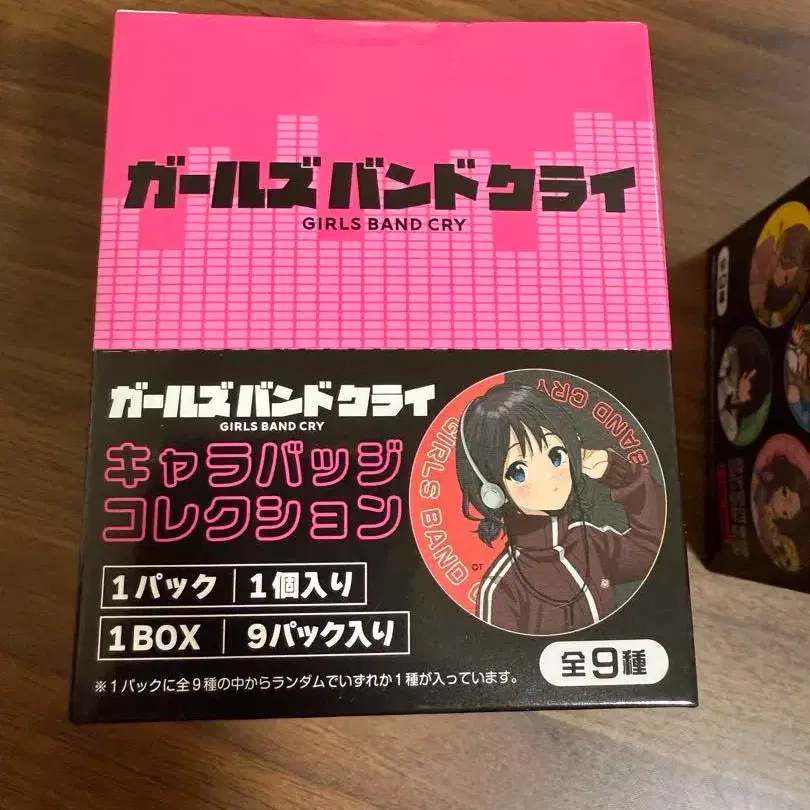 ガールズバンドクライ
GIRLS BAND CRY
ガールズバンドクライ
GIRLS BAND CRY
キャラバッジ
コレクション
GIRLS BAND CRY
BAND CRY
©T
1パック | 1個入り
1BOX | 9パック入り
全9種
※1パックに全9種の中からランダムでいずれか1種が入っています。